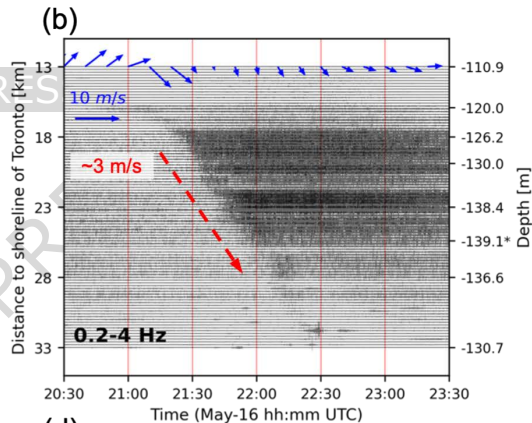 (b)
13
18
23
28
33
Distance to shoreline of Toronto [km]
10 m/s
~3 m/s
0.2-4 Hz
-110.9
-120.0
-126.2
-130.0
-138.4
-139.1*
-136.6
-130.7
Depth [m]
20:30 21:00 21:30 22:00 22:30 23:00 23:30
Time (May-16 hh:mm UTC)